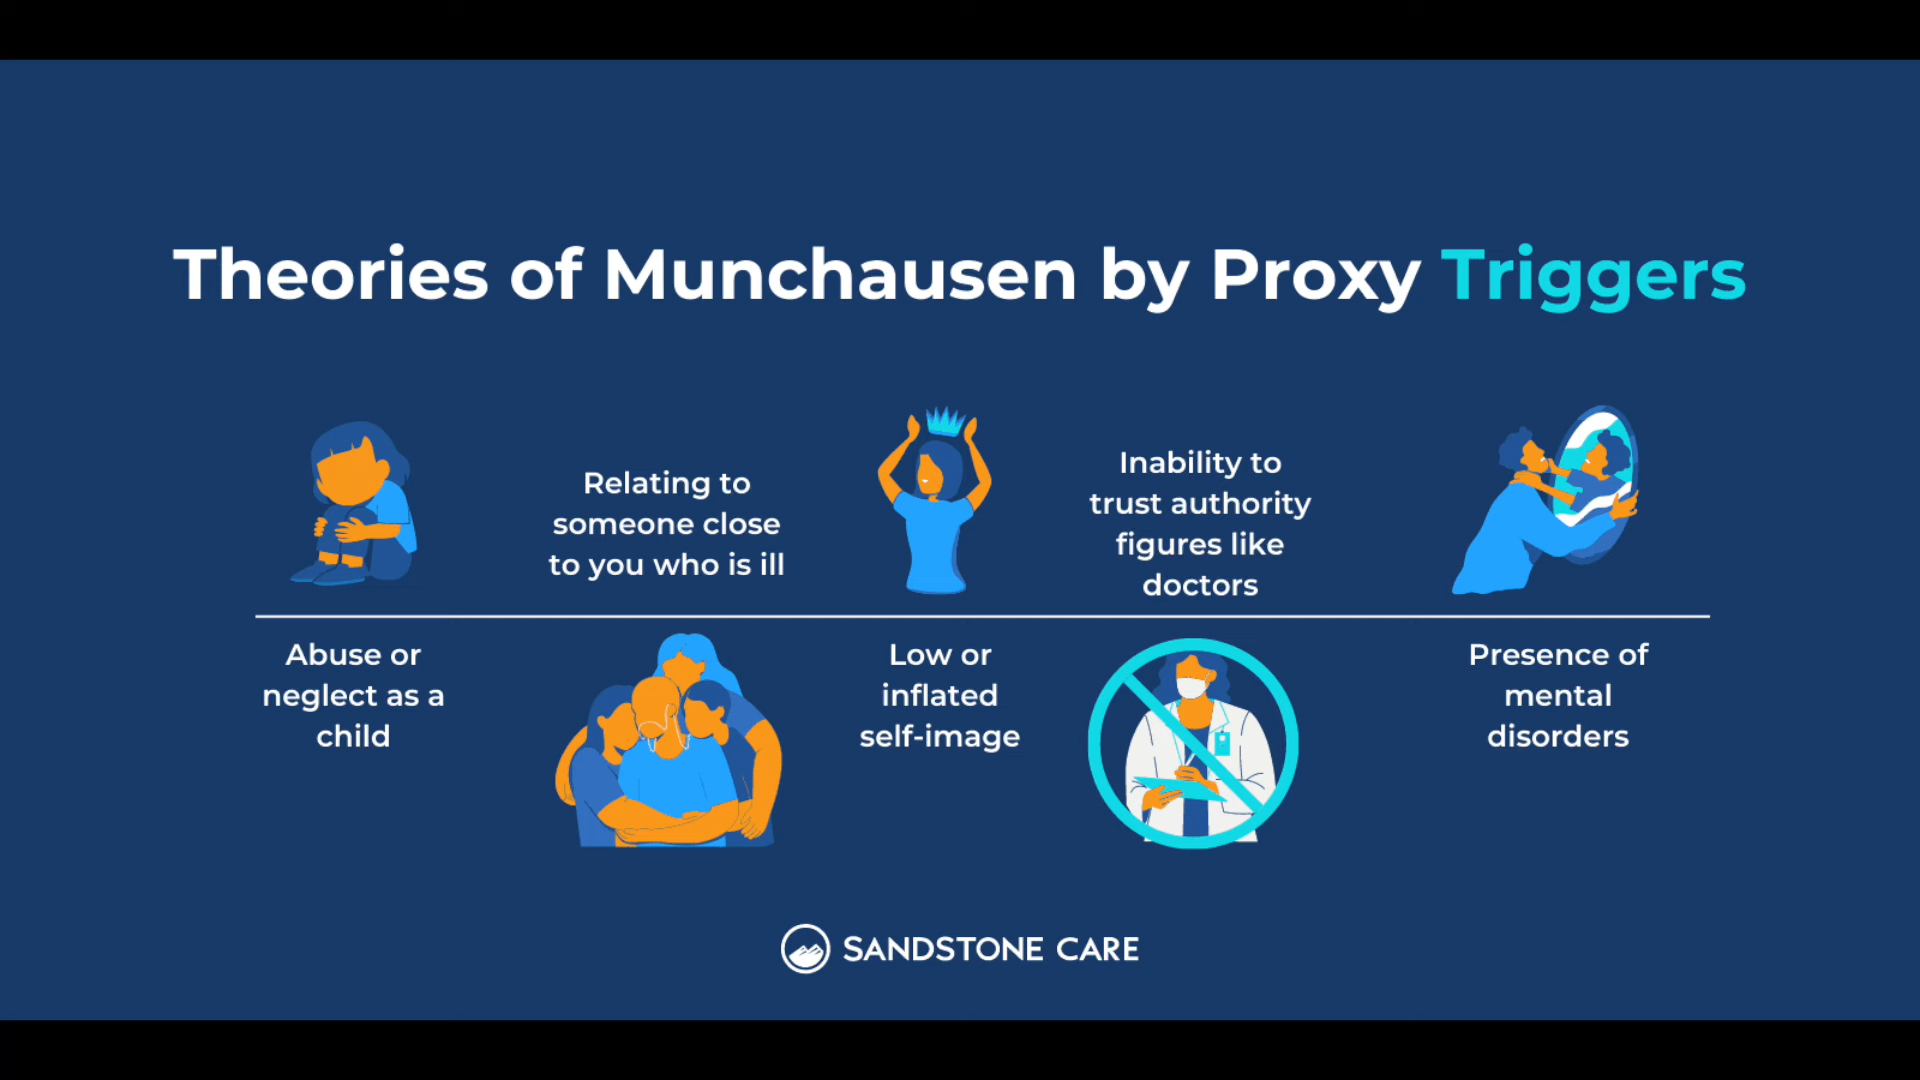 Theories of Munchausen by Proxy Triggers
Abuse or
neglect as a
child
Relating to
someone close
to you who is ill
Low or
inflated
self-image
Inability to
trust authority
figures like
doctors
Presence of
mental
disorders
SANDSTONE CARE